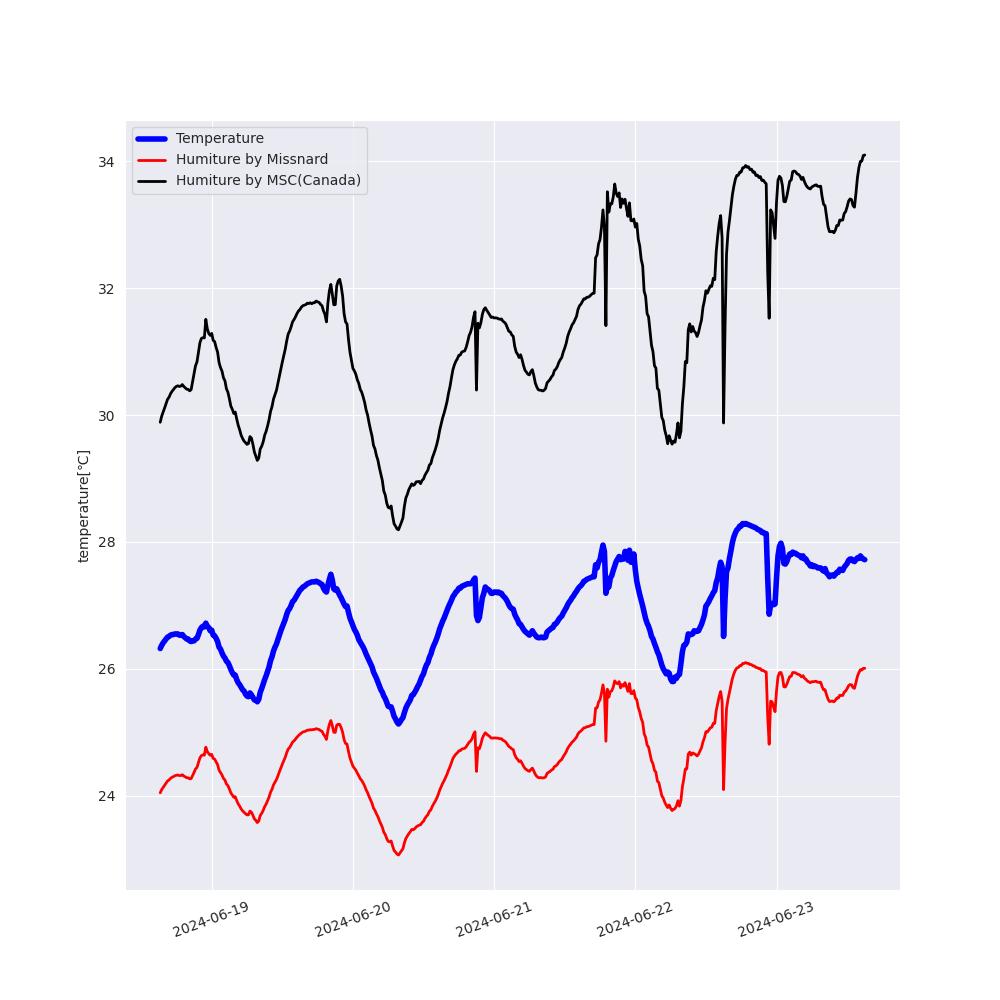 Temperature
Humiture by Missnard
Humiture by MSC(Canada)
34
32
30
28
26
24
temperature[℃]
2024-06-19
2024-06-20
2024-06-21
2024-06-22
2024-06-23